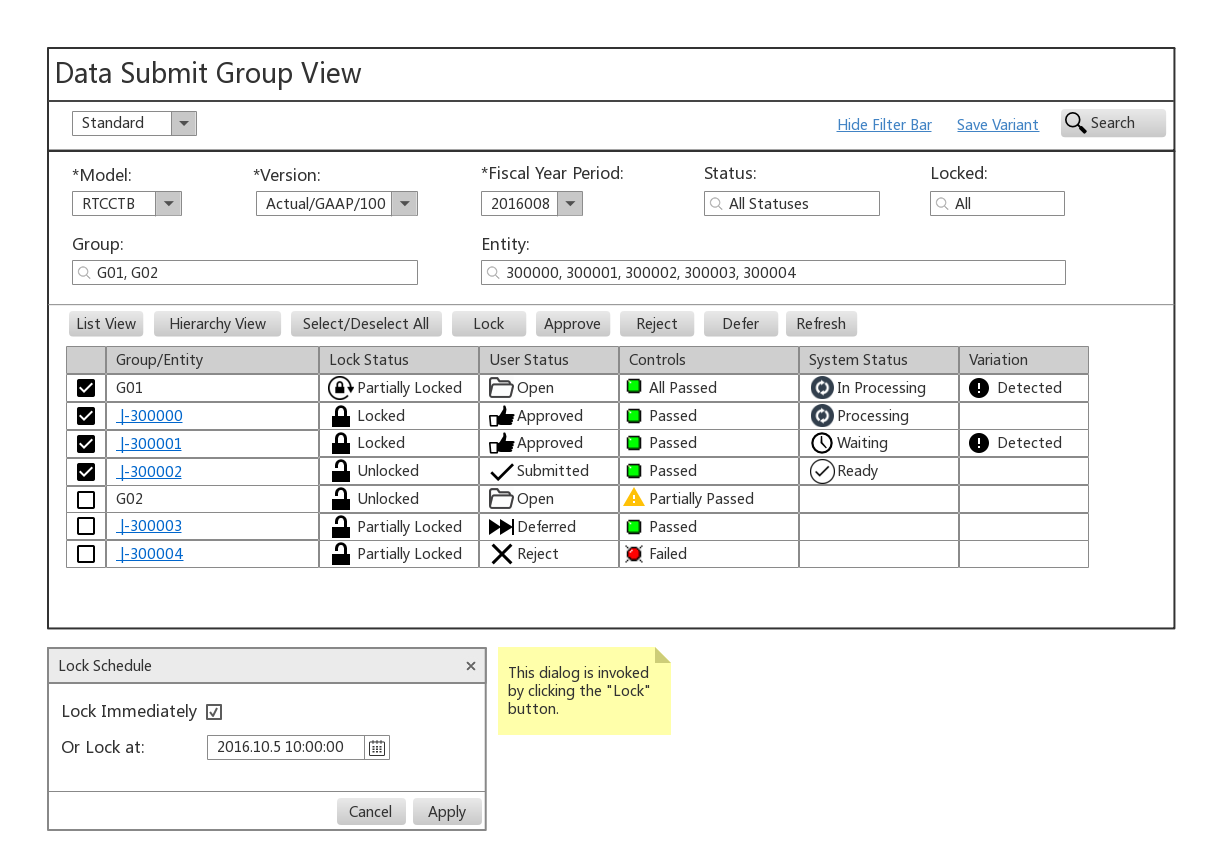 Data Submit Group View
Standard Hide Filter Bar Save Variant Search
*Model: *Version: *Fiscal Year Period: Status: Locked:
RTCCTB Actual/GAAP/100 2016008 All Statuses All
Group: Entity:
G01, G02 300000, 300001, 300002, 300003, 300004
List View Hierarchy View Select/Deselect All Lock Approve Reject Defer Refresh
Group/Entity Lock Status User Status Controls System Status Variation
G01 Partially Locked Open All Passed In Processing Detected
|-300000 Locked Approved Passed Processing
|-300001 Locked Approved Passed Waiting Detected
|-300002 Unlocked Submitted Passed Ready
G02 Unlocked Open Partially Passed
|-300003 Partially Locked Deferred Passed
|-300004 Partially Locked Reject Failed
Lock Schedule ×
Lock Immediately
Or Lock at: 2016.10.5 10:00:00
Cancel Apply
This dialog is invoked
by clicking the "Lock"
button.